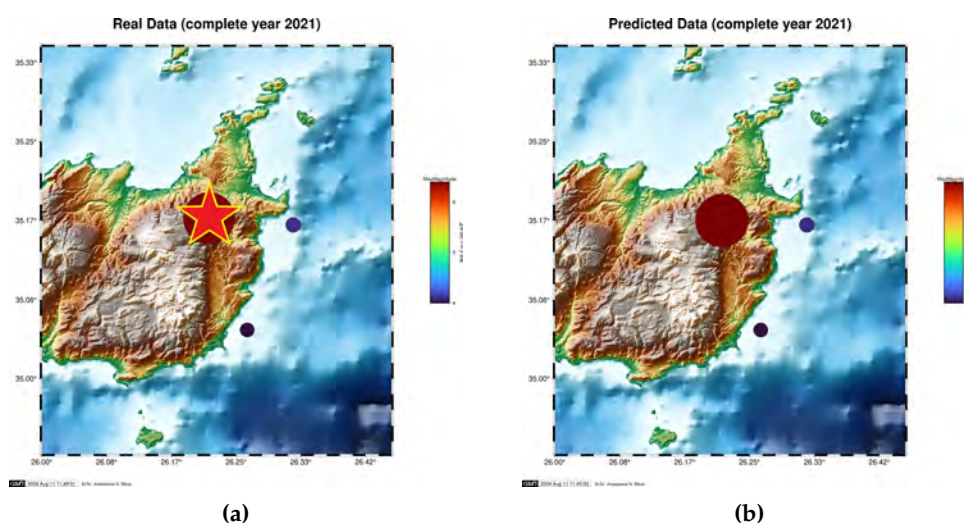 Real Data (complete year 2021)
Predicted Data (complete year 2021)
35.33°
35.25°
35.17°
35.08°
35.00°
26.00° 26.08° 26.17° 26.25° 26.33° 26.42°
35.33°
35.25°
35.17°
35.08°
35.00°
26.00° 26.08° 26.17° 26.25° 26.33° 26.42°
(a)
(b)